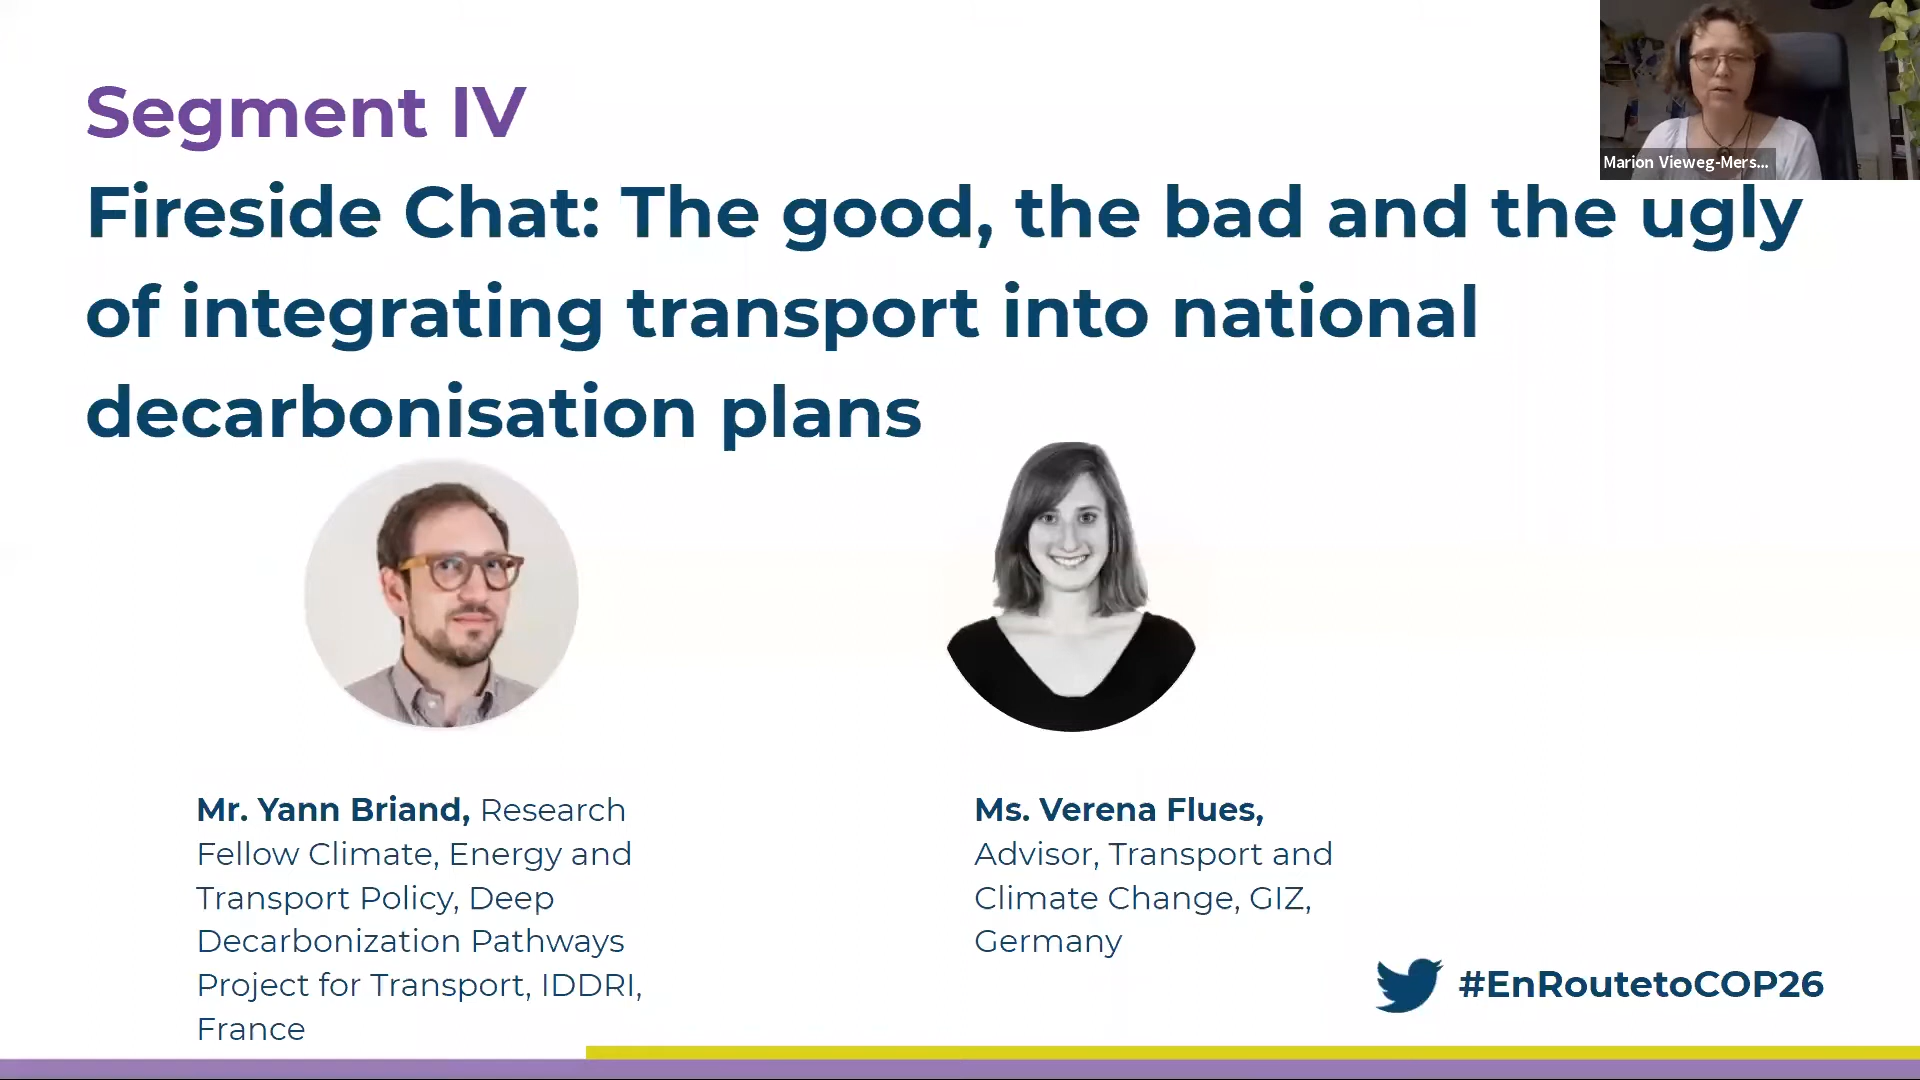 Segment IV
Marion Vieweg-Mers...
Fireside Chat: The good, the bad and the ugly
of integrating transport into national
decarbonisation plans
Mr. Yann Briand, Research
Fellow Climate, Energy and
Transport Policy, Deep
Decarbonization Pathways
Project for Transport, IDDRI,
France
Ms. Verena Flues,
Advisor, Transport and
Climate Change, GIZ,
Germany
#EnRoutetoCOP26